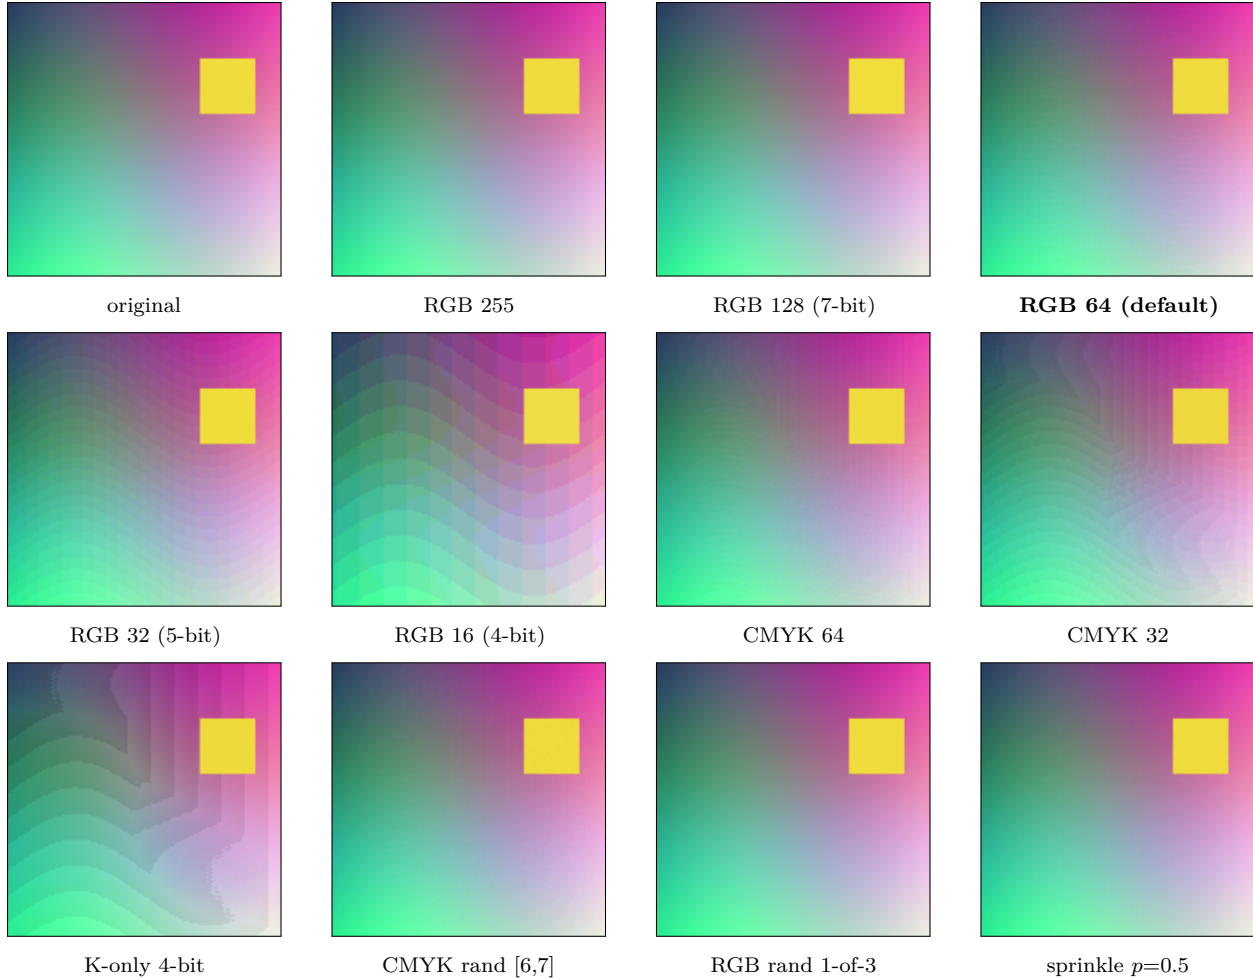 original
RGB 255
RGB 128 (7-bit)
RGB 64 (default)
RGB 32 (5-bit)
RGB 16 (4-bit)
CMYK 64
CMYK 32
K-only 4-bit
CMYK rand [6,7]
RGB rand 1-of-3
sprinkle p=0.5